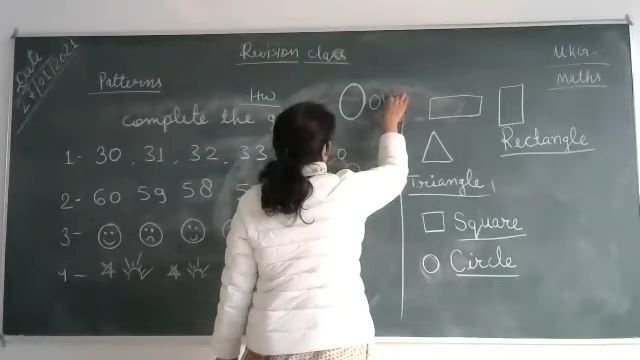 Date
27/01/2021
Revision class
UKG-
Maths
Patterns
HW
complete the
1- 30, 31, 32, 33
2- 60 59 58
3-
4-
Rectangle
Triangle
Square
Circle